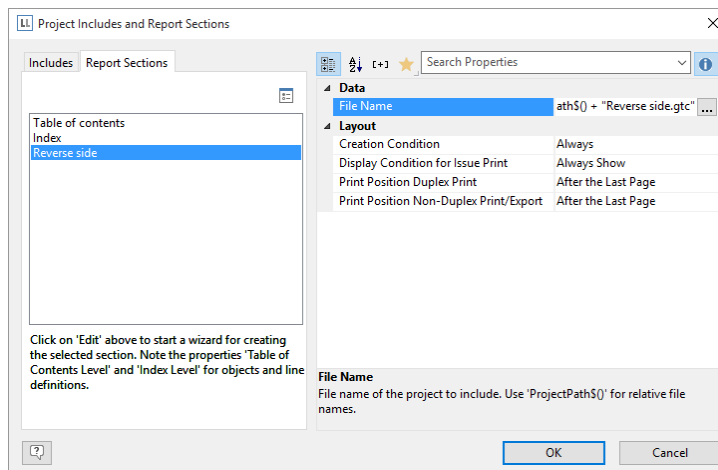 LL Project Includes and Report Sections
Includes Report Sections
Table of contents
Index
Reverse side
Click on 'Edit' above to start a wizard for creating
the selected section. Note the properties 'Table of
Contents Level' and 'Index Level' for objects and line
definitions.
Search Properties
Data
File Name ath$() + "Reverse side.gtc" ...
Layout
Creation Condition Always
Display Condition for Issue Print Always Show
Print Position Duplex Print After the Last Page
Print Position Non-Duplex Print/Export After the Last Page
File Name
File name of the project to include. Use 'ProjectPath$()' for relative file
names.
OK Cancel